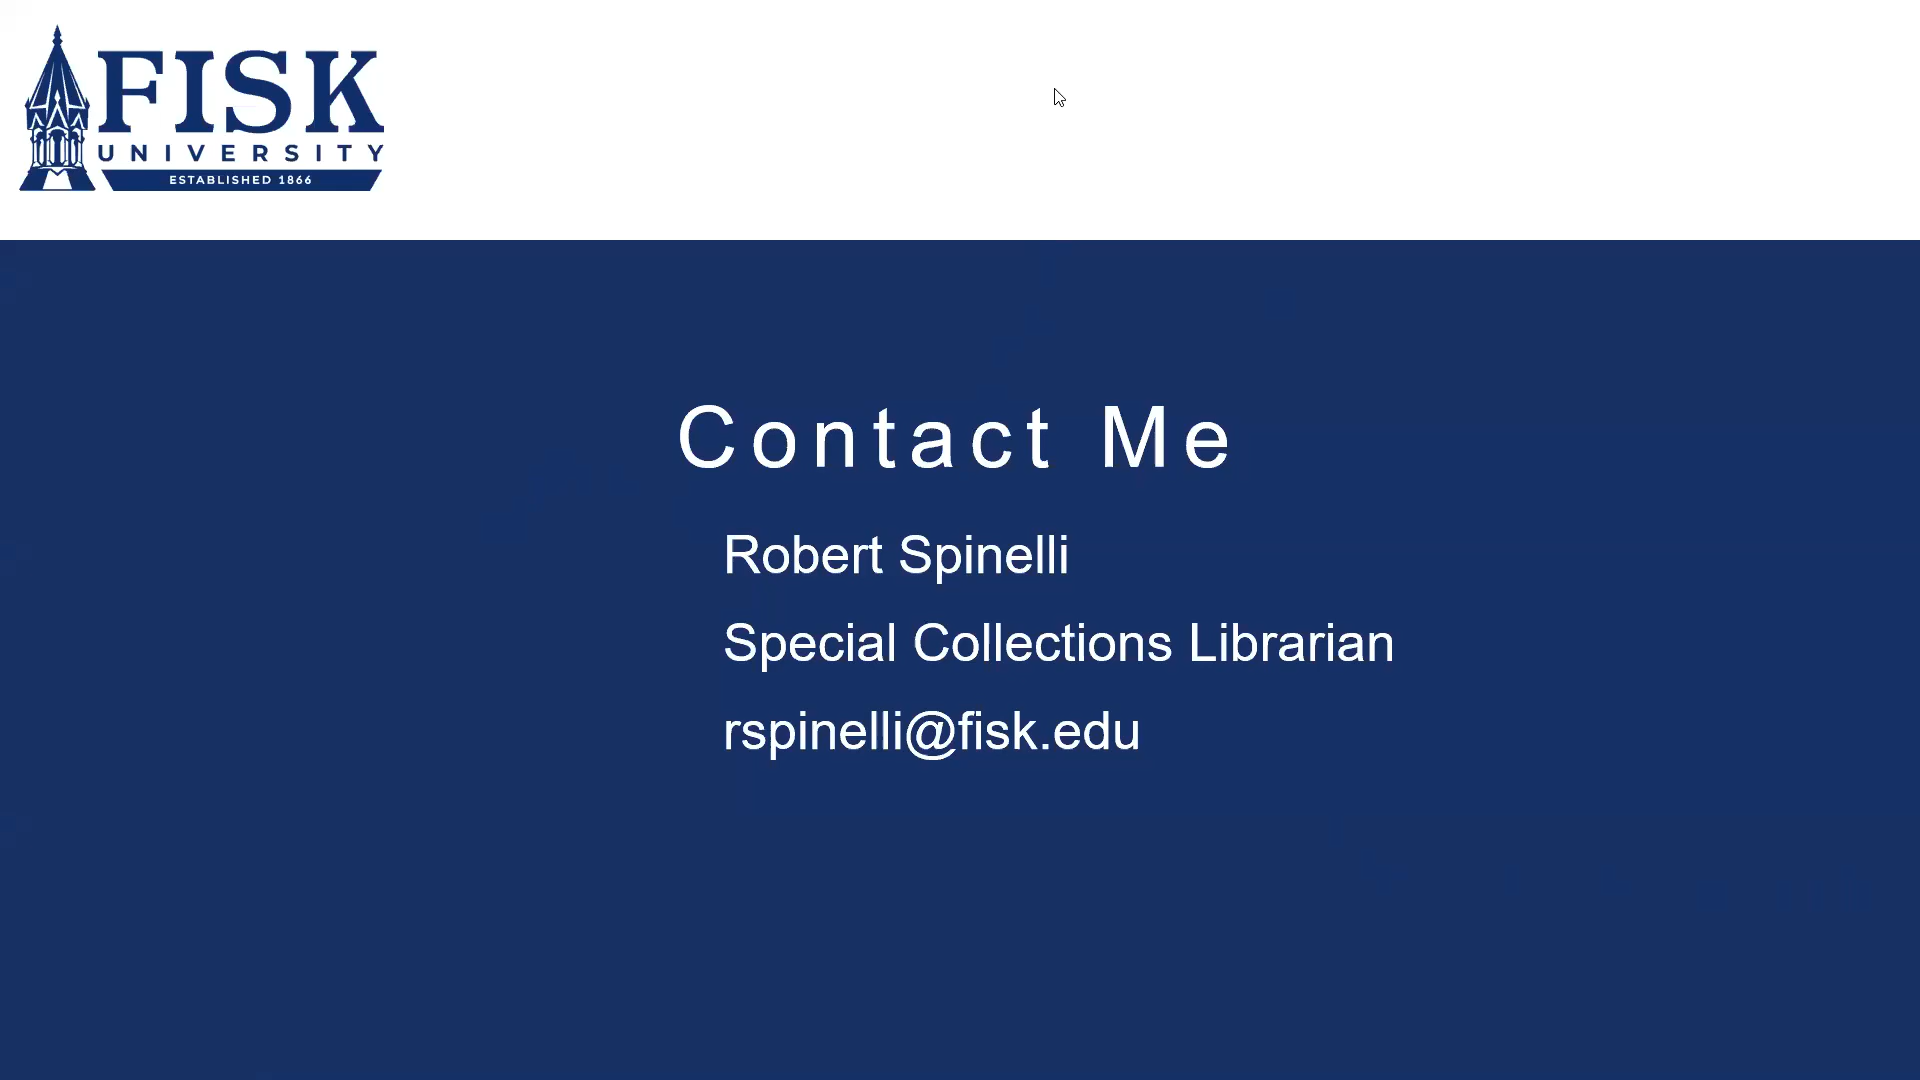 FISK
UNIVERSITY
ESTABLISHED 1866
Contact Me
Robert Spinelli
Special Collections Librarian
rspinelli@fisk.edu